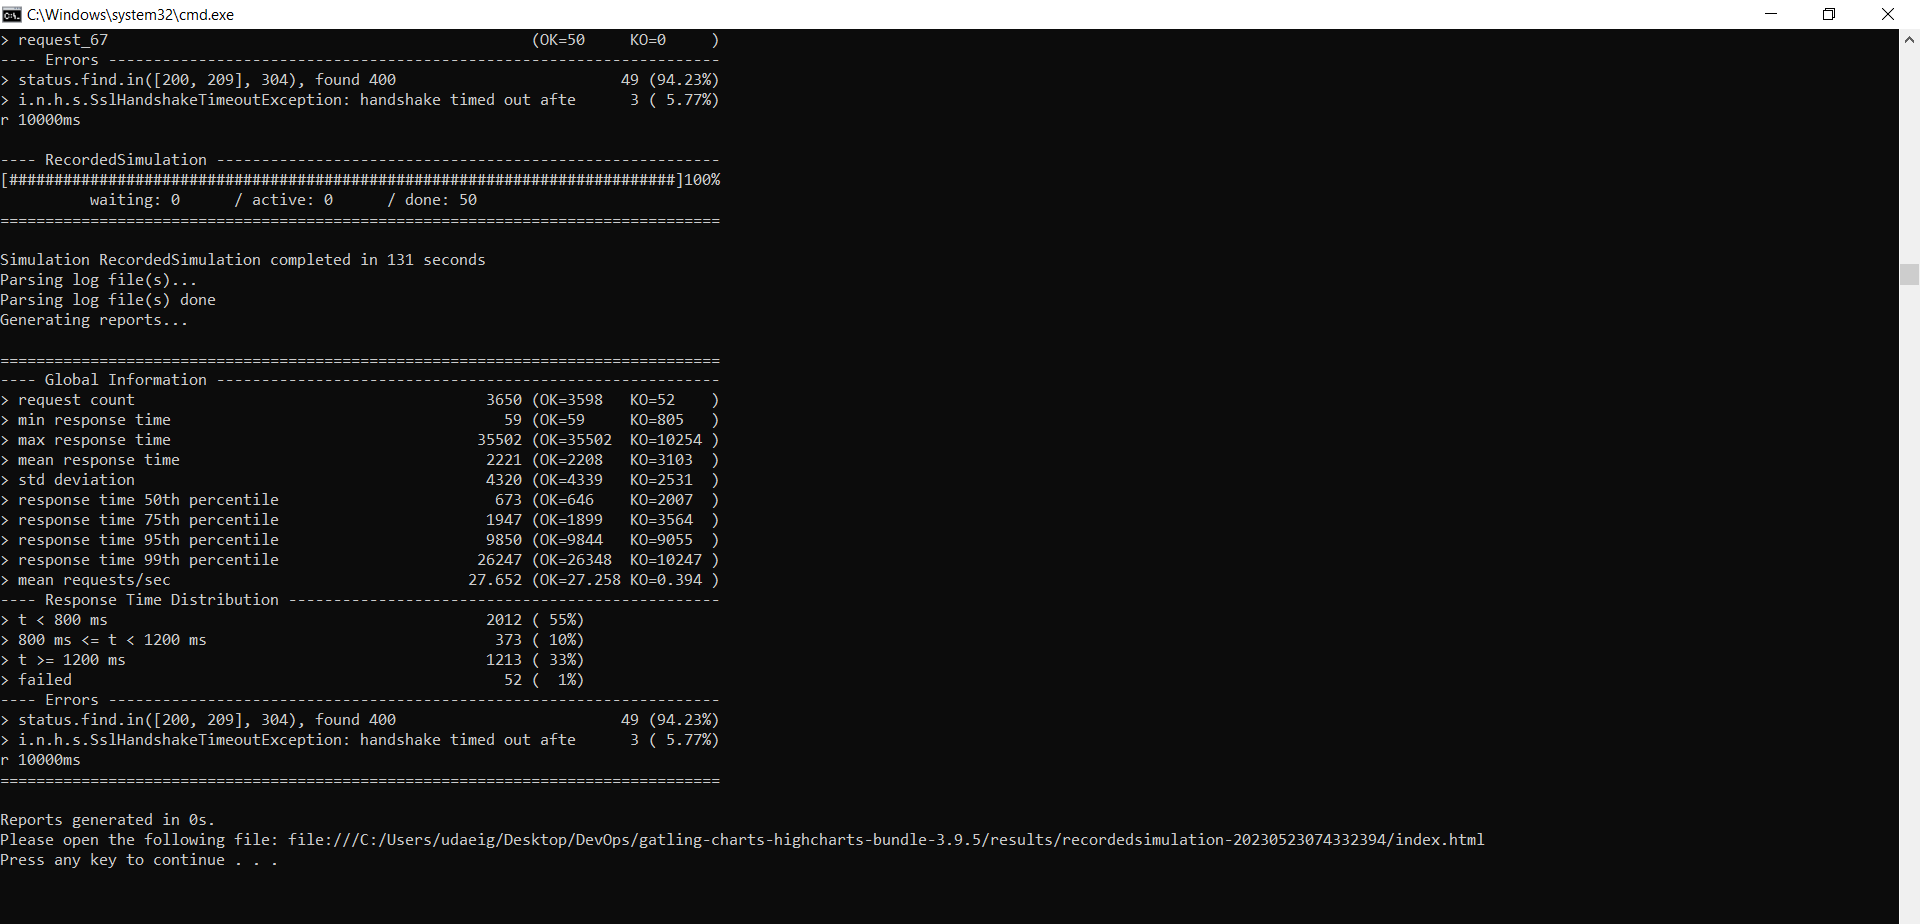 C:\Windows\system32\cmd.exe
> request_67                                               (OK=50     KO=0     )
---- Errors --------------------------------------------------------------------
> status.find.in([200, 209], 304), found 400                         49 (94.23%)
> i.n.h.s.SslHandshakeTimeoutException: handshake timed out afte      3 ( 5.77%)
r 10000ms
---- RecordedSimulation --------------------------------------------------------
[##########################################################################]100%
          waiting: 0      / active: 0      / done: 50
================================================================================
Simulation RecordedSimulation completed in 131 seconds
Parsing log file(s)...
Parsing log file(s) done
Generating reports...
================================================================================
---- Global Information --------------------------------------------------------
> request count                                       3650 (OK=3598   KO=52    )
> min response time                                     59 (OK=59     KO=805   )
> max response time                                  35502 (OK=35502  KO=10254 )
> mean response time                                  2221 (OK=2208   KO=3103  )
> std deviation                                       4320 (OK=4339   KO=2531  )
> response time 50th percentile                        673 (OK=646    KO=2007  )
> response time 75th percentile                       1947 (OK=1899   KO=3564  )
> response time 95th percentile                       9850 (OK=9844   KO=9055  )
> response time 99th percentile                      26247 (OK=26348  KO=10247 )
> mean requests/sec                                 27.652 (OK=27.258 KO=0.394 )
---- Response Time Distribution ------------------------------------------------
> t < 800 ms                                          2012 ( 55%)
> 800 ms <= t < 1200 ms                                373 ( 10%)
> t >= 1200 ms                                        1213 ( 33%)
> failed                                                52 (  1%)
---- Errors --------------------------------------------------------------------
> status.find.in([200, 209], 304), found 400                         49 (94.23%)
> i.n.h.s.SslHandshakeTimeoutException: handshake timed out afte      3 ( 5.77%)
r 10000ms
================================================================================
Reports generated in 0s.
Please open the following file: file:///C:/Users/udaeig/Desktop/DevOps/gatling-charts-highcharts-bundle-3.9.5/results/recordedsimulation-20230523074332394/index.html
Press any key to continue . . .